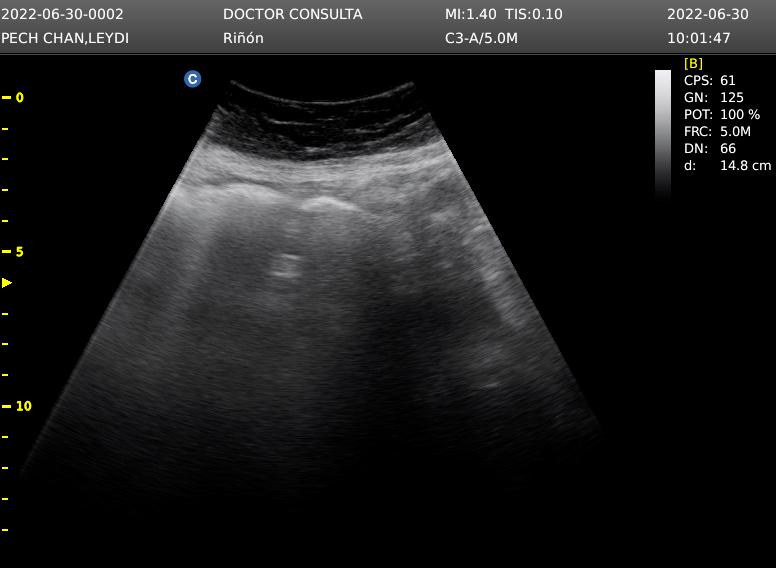 2022-06-30-0002 DOCTOR CONSULTA MI:1.40 TIS:0.10 2022-06-30
PECH CHAN,LEYDI Riñón C3-A/5.0M 10:01:47
C
[B]
CPS: 61
GN: 125
POT: 100 %
FRC: 5.0M
DN: 66
d: 14.8 cm
0
5
10